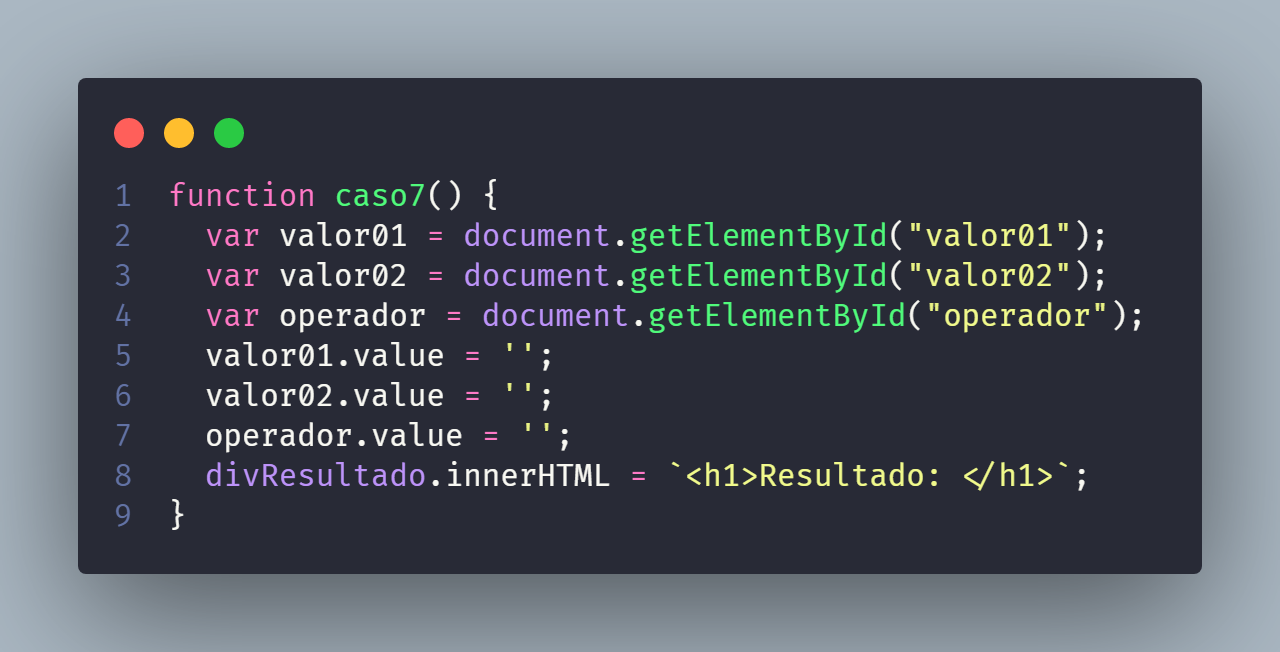 1 function caso7() {
2   var valor01 = document.getElementById("valor01");
3   var valor02 = document.getElementById("valor02");
4   var operador = document.getElementById("operador");
5   valor01.value = '';
6   valor02.value = '';
7   operador.value = '';
8   divResultado.innerHTML = `<h1>Resultado: </h1>`;
9 }